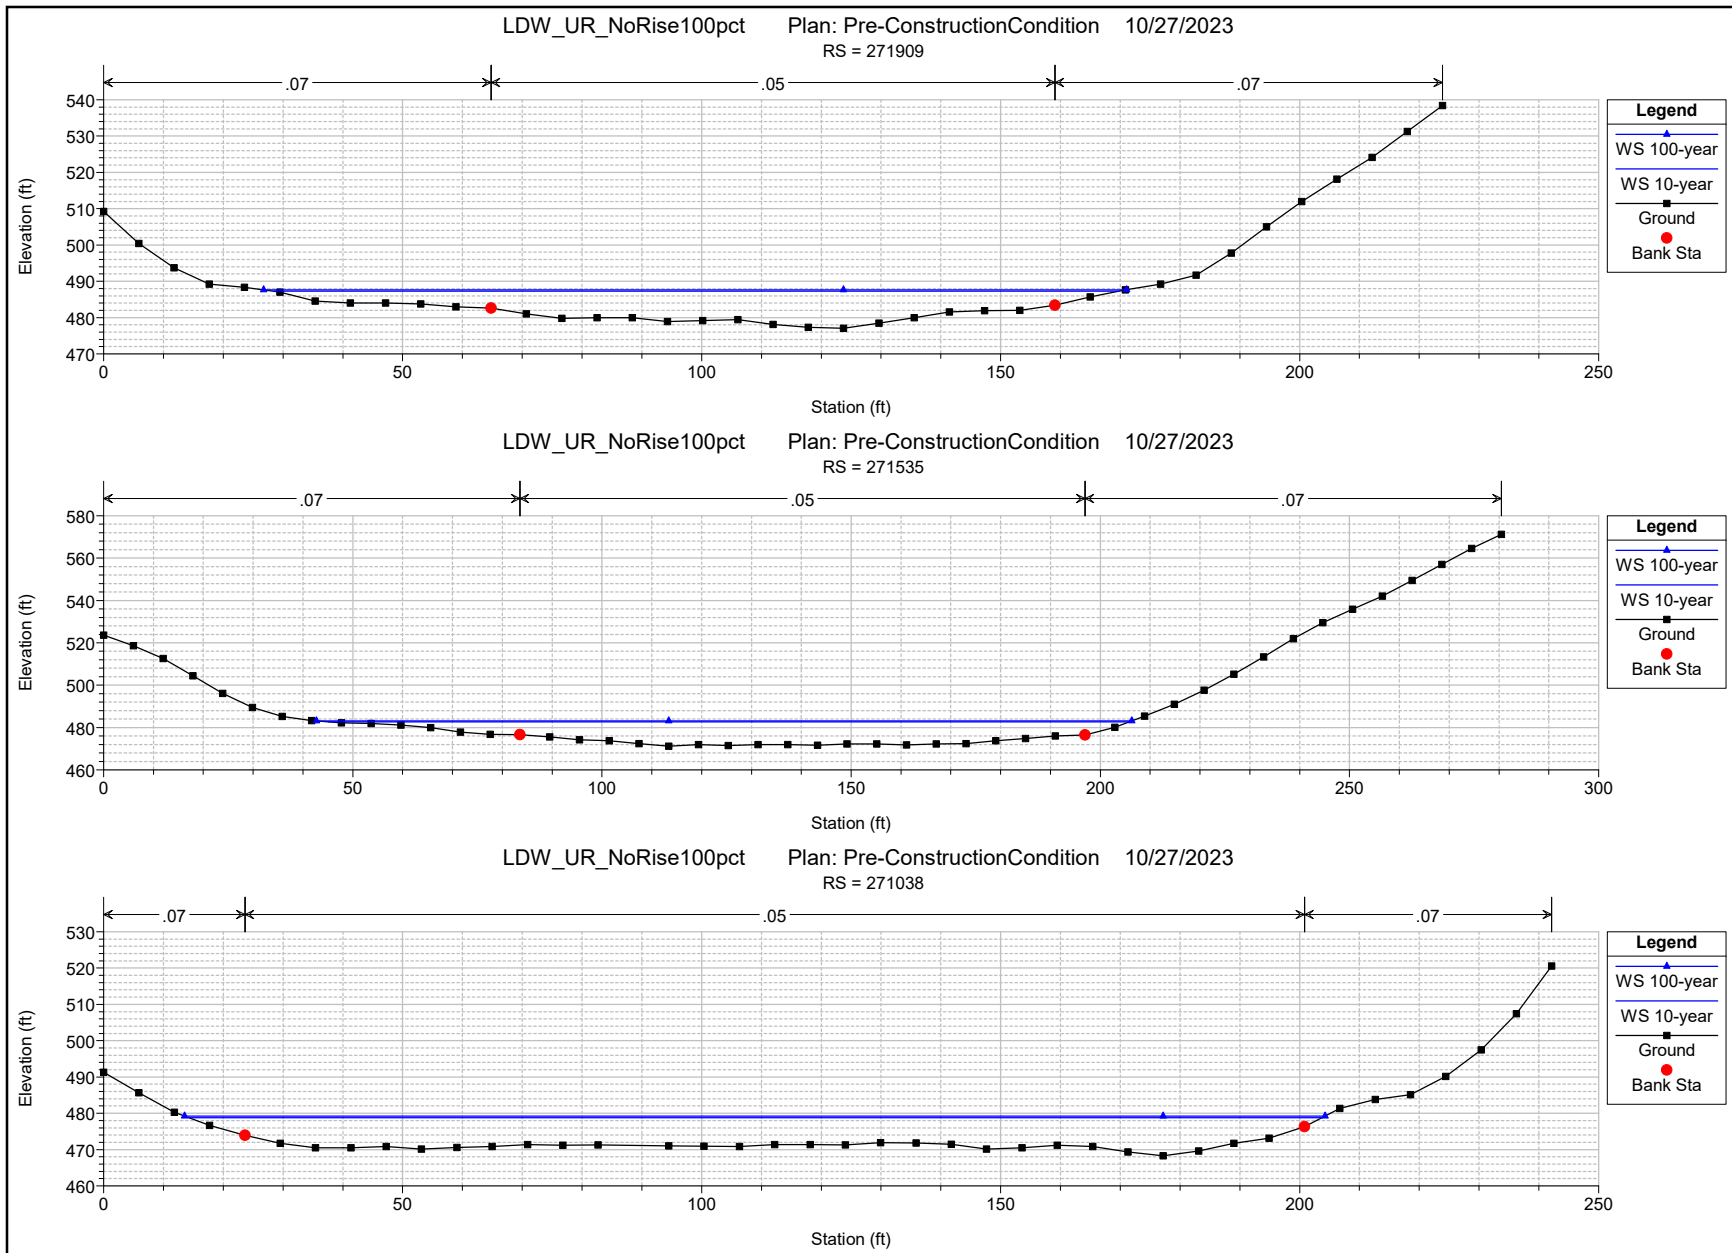 LDW_UR_NoRise100pct Plan: Pre-ConstructionCondition 10/27/2023
RS = 271909
.07 .05 .07
540
530
520
510
500
490
480
470
Elevation (ft)
0 50 100 150 200 250
Station (ft)
Legend
WS 100-year
WS 10-year
Ground
Bank Sta
LDW_UR_NoRise100pct Plan: Pre-ConstructionCondition 10/27/2023
RS = 271535
.07 .05 .07
580
560
540
520
500
480
460
Elevation (ft)
0 50 100 150 200 250 300
Station (ft)
Legend
WS 100-year
WS 10-year
Ground
Bank Sta
LDW_UR_NoRise100pct Plan: Pre-ConstructionCondition 10/27/2023
RS = 271038
.07 .05 .07
530
520
510
500
490
480
470
460
Elevation (ft)
0 50 100 150 200 250
Station (ft)
Legend
WS 100-year
WS 10-year
Ground
Bank Sta